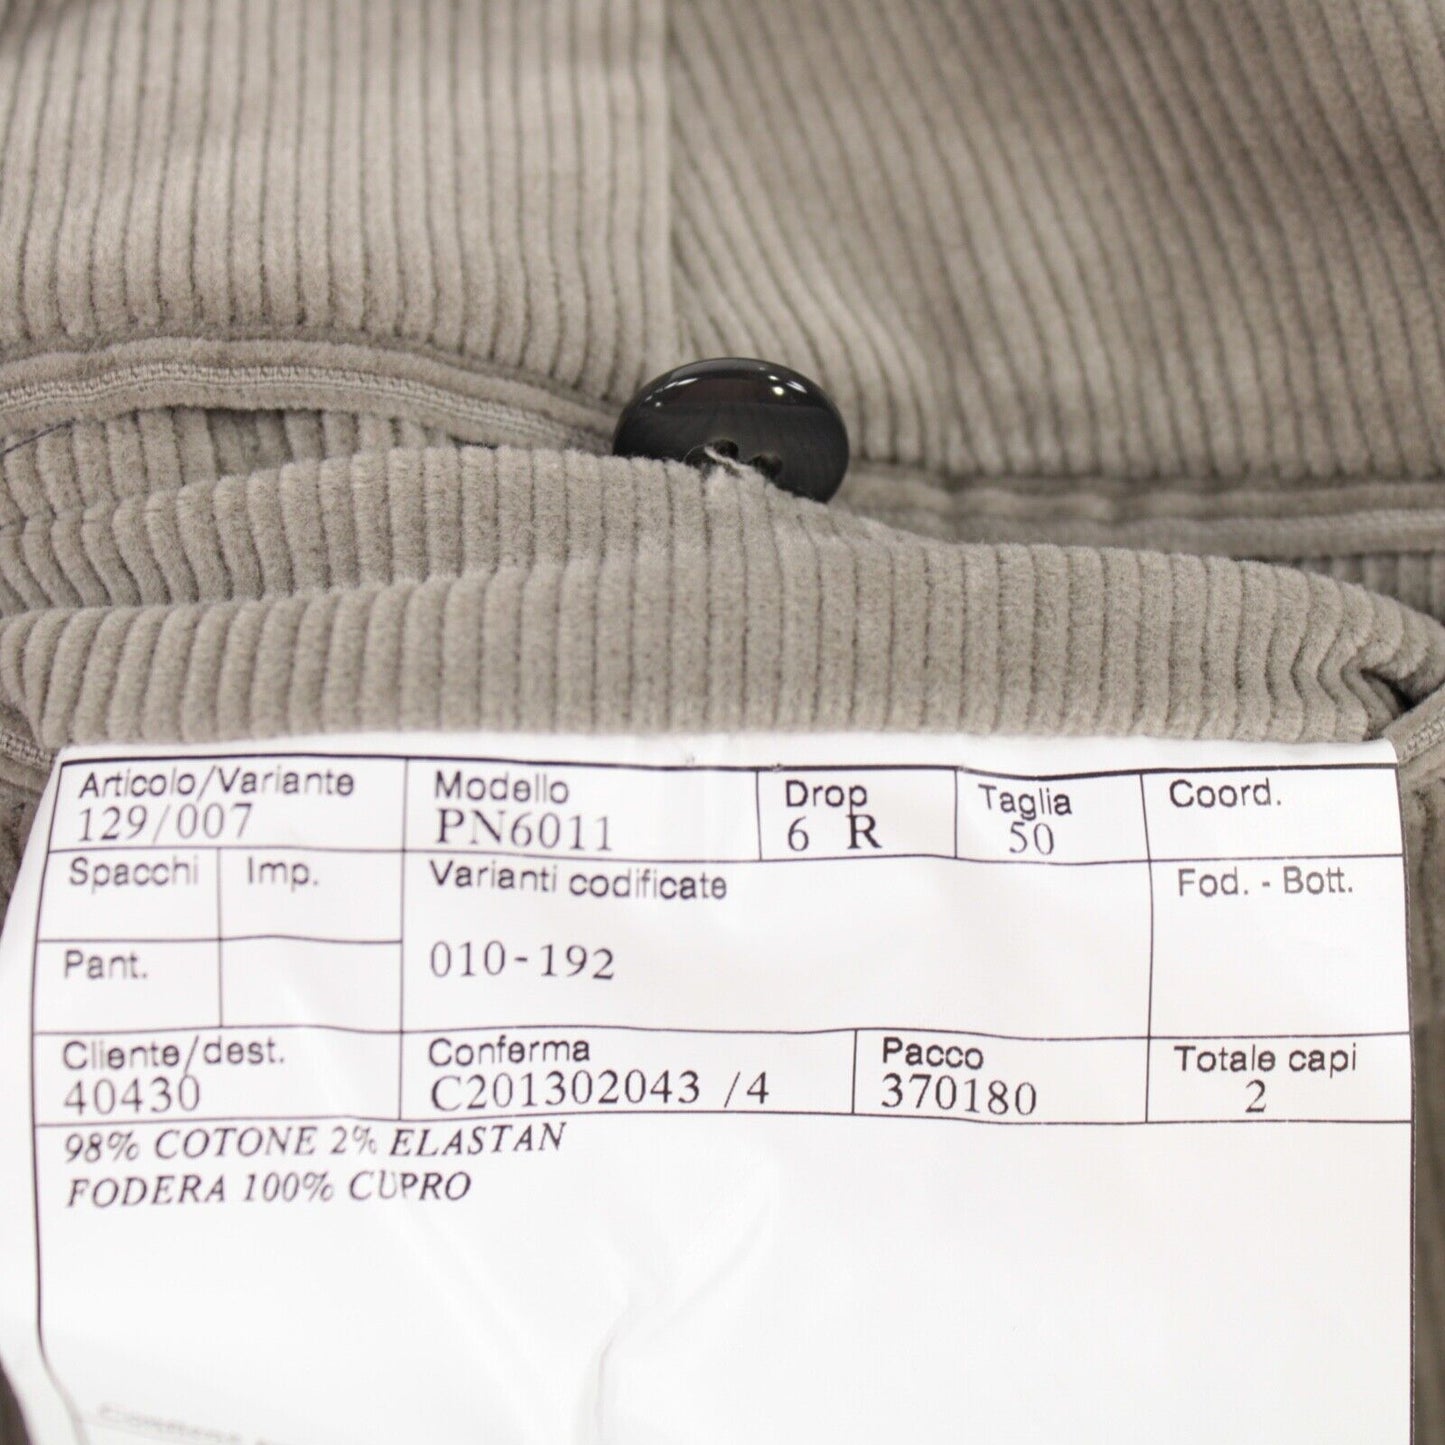 Articolo/Variante Modello Drop Taglia Coord.
129/007 PN6011 6 R 50
Spacchi Imp. Varianti codificate Fod. - Bott.
Pant. 010-192
Cliente/dest. Conferma Pacco Totale capi
40430 C201302043 /4 370180 2
98% COTONE 2% ELASTAN
FODERA 100% CUPRO